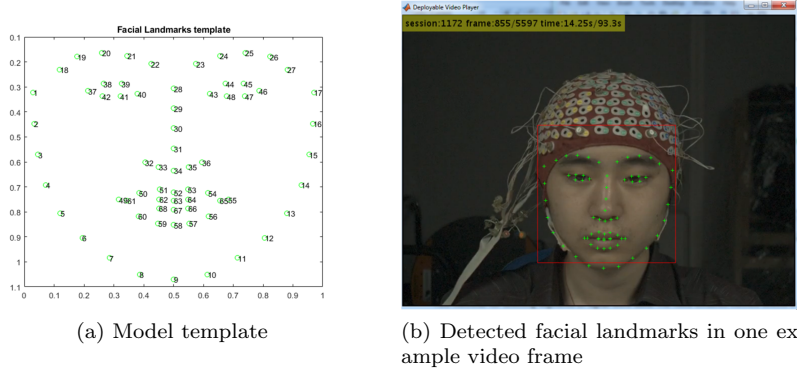 Facial Landmarks template
0.1
0.2
0.3
0.4
0.5
0.6
0.7
0.8
0.9
1
1.1
0 0.1 0.2 0.3 0.4 0.5 0.6 0.7 0.8 0.9 1
19 20 21 22 23 24 25 26
18 27
37 38 39 40 28 43 44 45 46
1 42 41 48 47 17
29
2 30 16
3 31 15
32 33 34 35 36
4 14
50 51 52 53 54
49 61 62 63 64 65 55
5 60 68 67 66 56 13
59 58 57
6 12
7 11
8 9 10
(a) Model template
Deployable Video Player
session:1172 frame:855/5597 time:14.25s/93.3s
(b) Detected facial landmarks in one ex
ample video frame